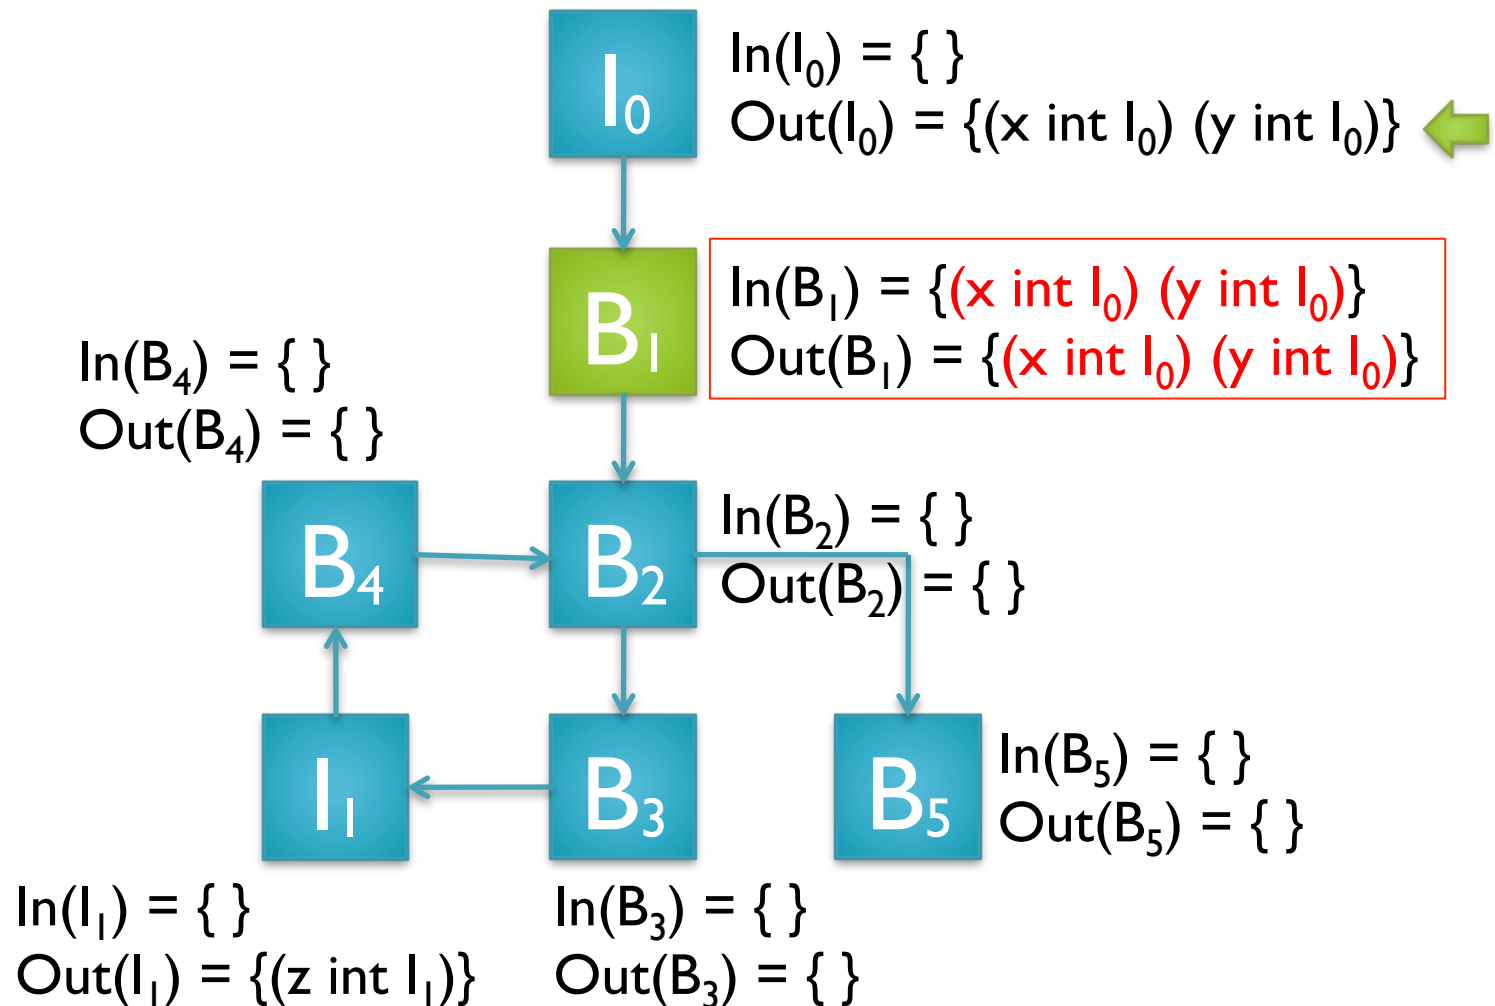 I₀
In(I₀) = { }
Out(I₀) = {(x int I₀) (y int I₀)}
B₁
In(B₁) = {(x int I₀) (y int I₀)}
Out(B₁) = {(x int I₀) (y int I₀)}
In(B₄) = { }
Out(B₄) = { }
B₄
B₂
In(B₂) = { }
Out(B₂) = { }
I₁
B₃
B₅
In(B₅) = { }
Out(B₅) = { }
In(I₁) = { }
Out(I₁) = {(z int I₁)}
In(B₃) = { }
Out(B₃) = { }